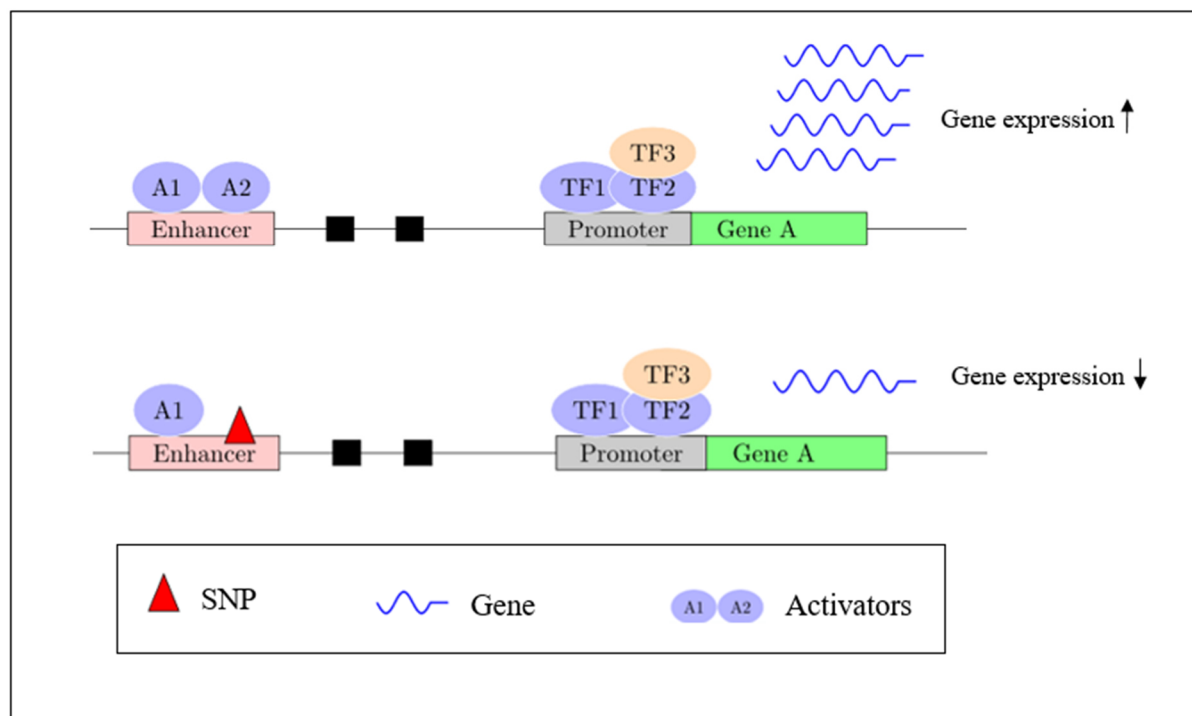 Gene expression ↑
TF3
A1 A2 TF1 TF2
Enhancer Promoter Gene A
TF3
Gene expression ↓
A1 TF1 TF2
Enhancer Promoter Gene A
SNP Gene A1 A2 Activators